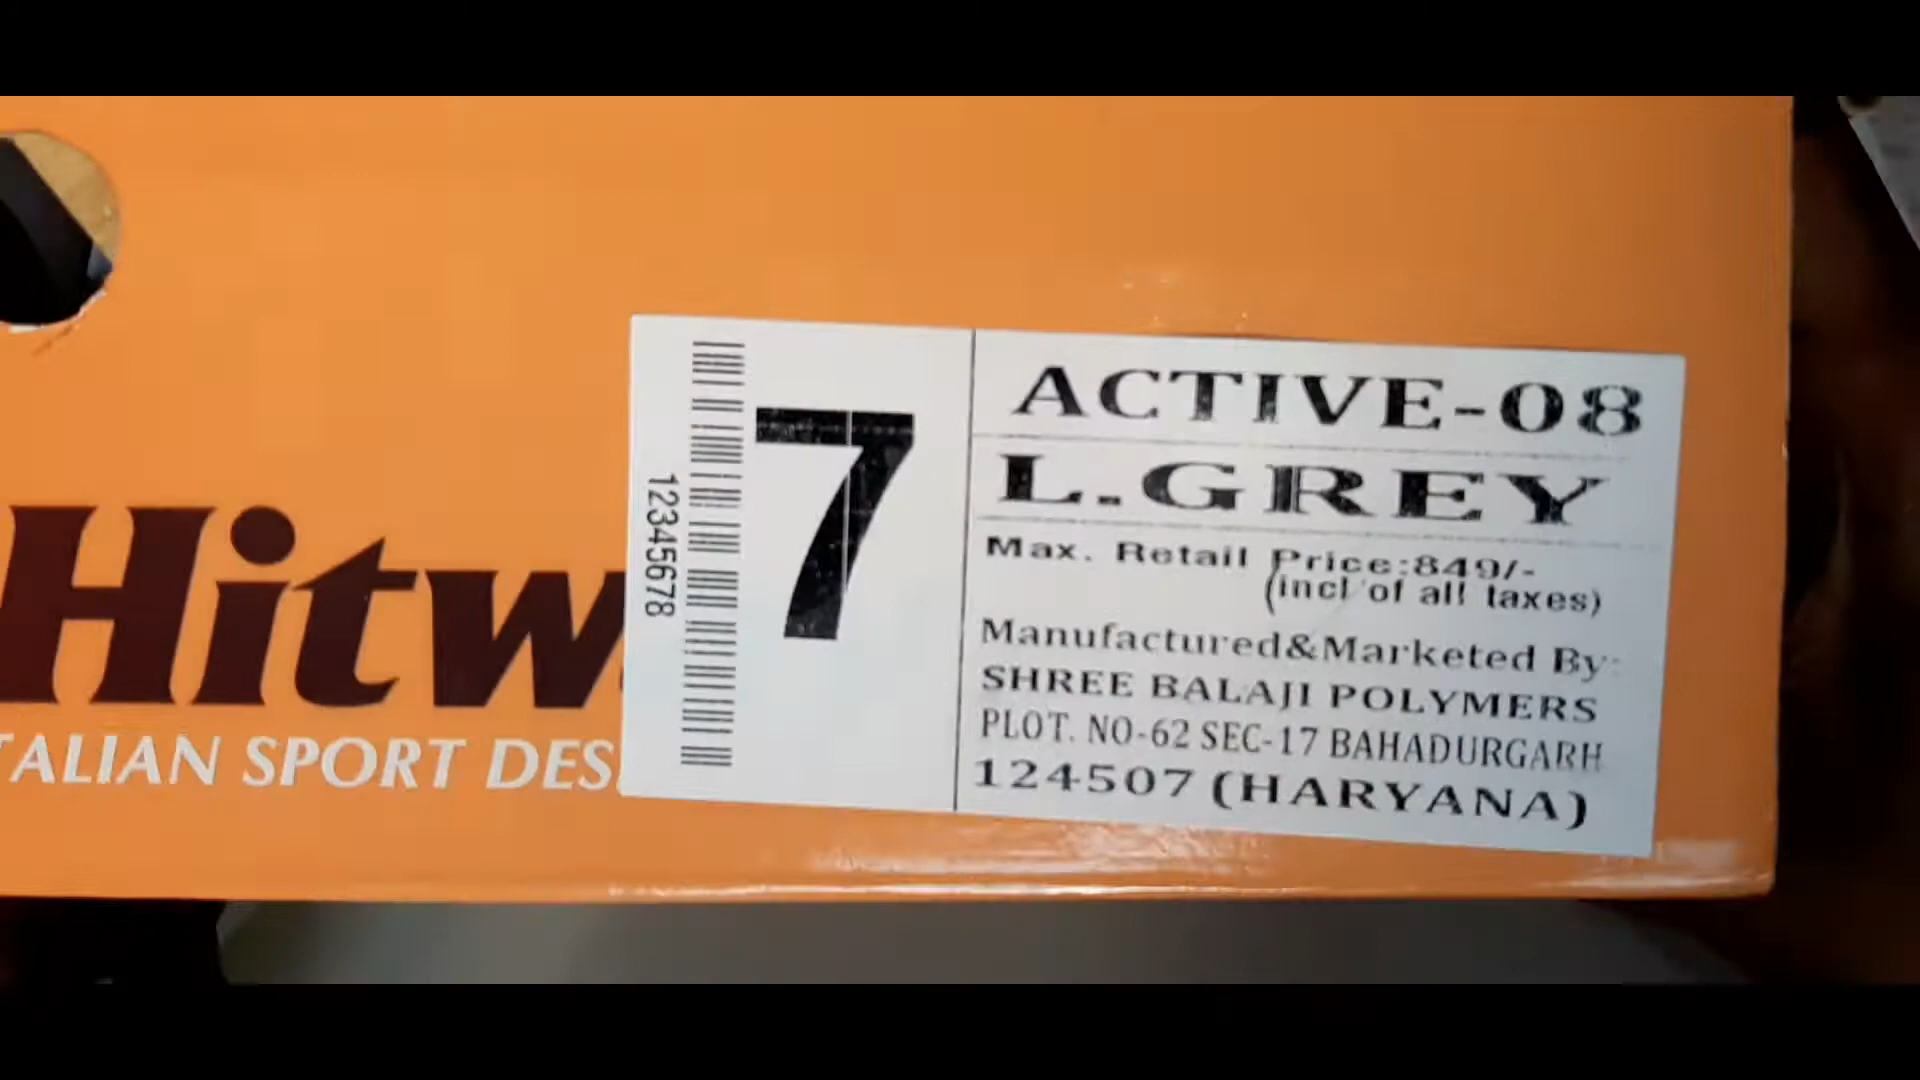 Hitw
TALIAN SPORT DES
12345678
7
ACTIVE-08
L.GREY
Max. Retail Price:849/-
(incl of all taxes)
Manufactured&Marketed By:
SHREE BALAJI POLYMERS
PLOT. NO-62 SEC-17 BAHADURGARH
124507 (HARYANA)